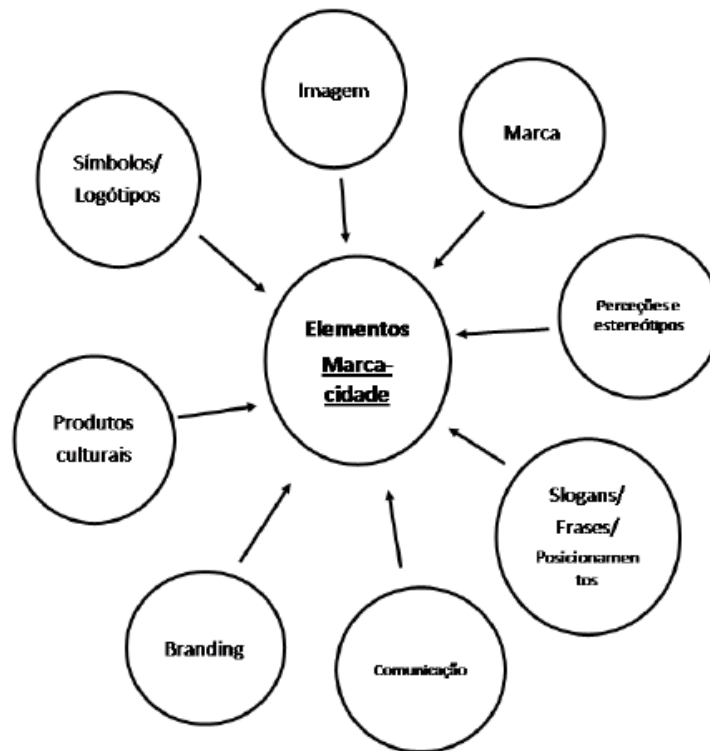 Imagem
Marca
Símbolos/
Logótipos
Perceções e
estereótipos
Elementos
Marca-
cidade
Produtos
culturais
Slogans/
Frases/
Posicionamen
tos
Branding
Comunicação